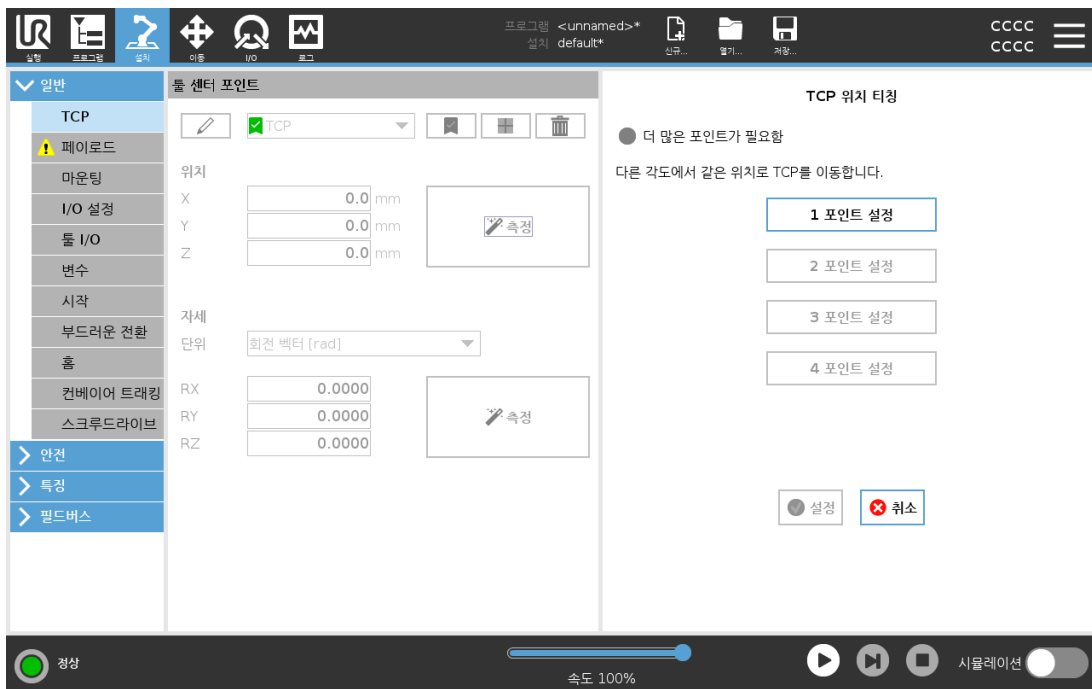 UR
프로그램 <unnamed>*
설치 default*
실행
프로그램
설치
이동
I/O
로그
신규...
열기...
저장...
CCCC
CCCC
일반
TCP
페이로드
마운팅
I/O 설정
툴 I/O
변수
시작
부드러운 전환
홈
컨베이어 트래킹
스크루드라이브
안전
특징
필드버스
툴 센터 포인트
TCP
위치
X 0.0 mm
Y 0.0 mm
Z 0.0 mm
측정
자세
단위 회전 벡터 [rad]
RX 0.0000
RY 0.0000
RZ 0.0000
측정
TCP 위치 티칭
더 많은 포인트가 필요함
다른 각도에서 같은 위치로 TCP를 이동합니다.
1 포인트 설정
2 포인트 설정
3 포인트 설정
4 포인트 설정
설정
취소
정상
속도 100%
시뮬레이션